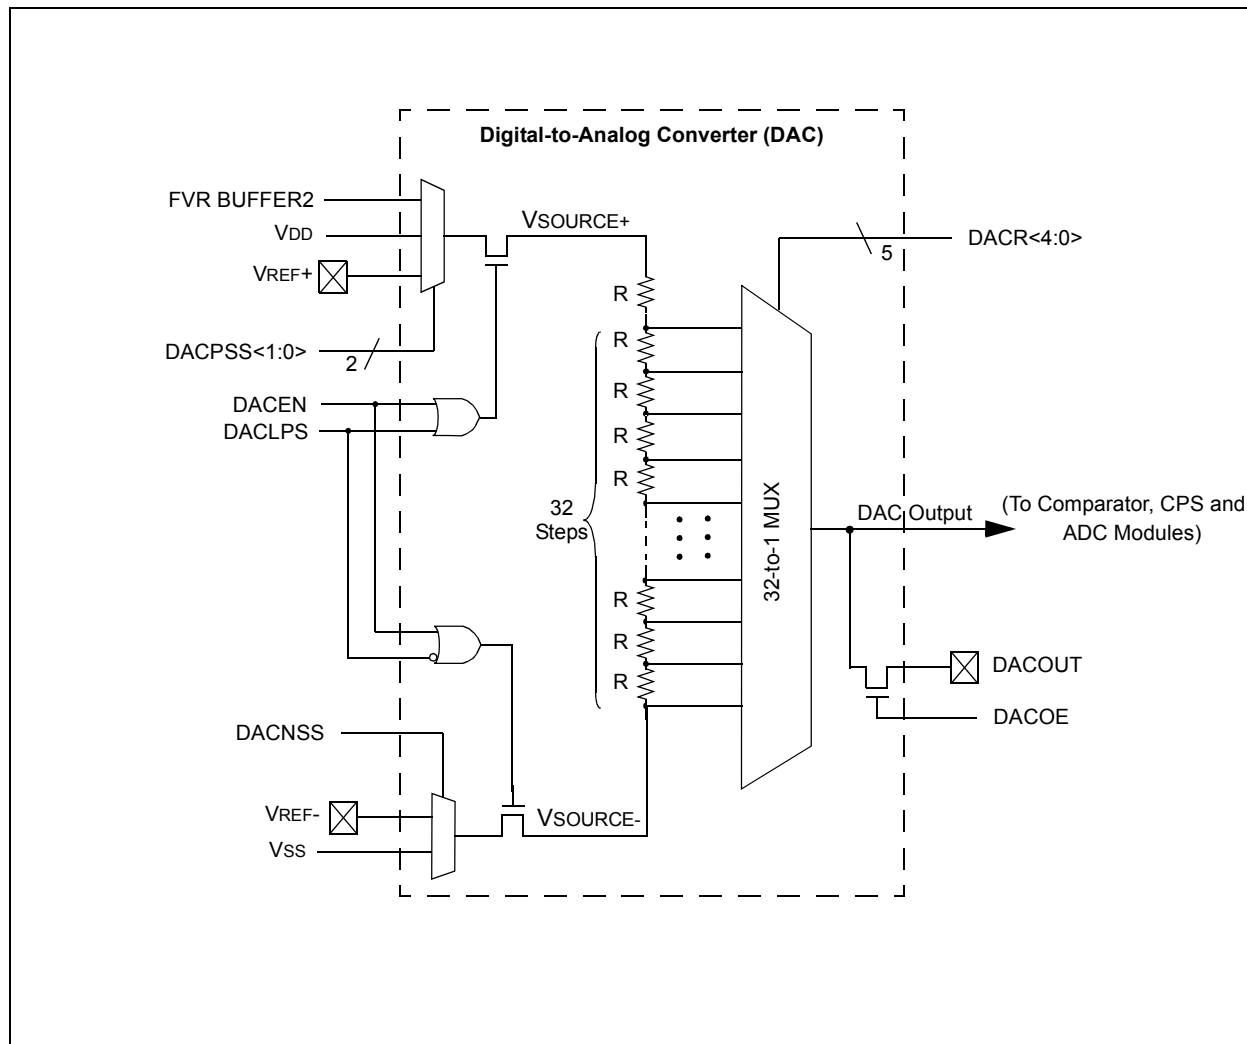 Digital-to-Analog Converter (DAC)
FVR BUFFER2
VDD
VREF+
VSOURCE+
DACR<4:0>
5
R
DACPSS<1:0>
2
R
R
DACEN
DACLPS
R
R
32
Steps
32-to-1 MUX
DAC Output
(To Comparator, CPS and
ADC Modules)
R
R
R
DACOUT
DACOE
DACNSS
VREF-
VSOURCE-
VSS